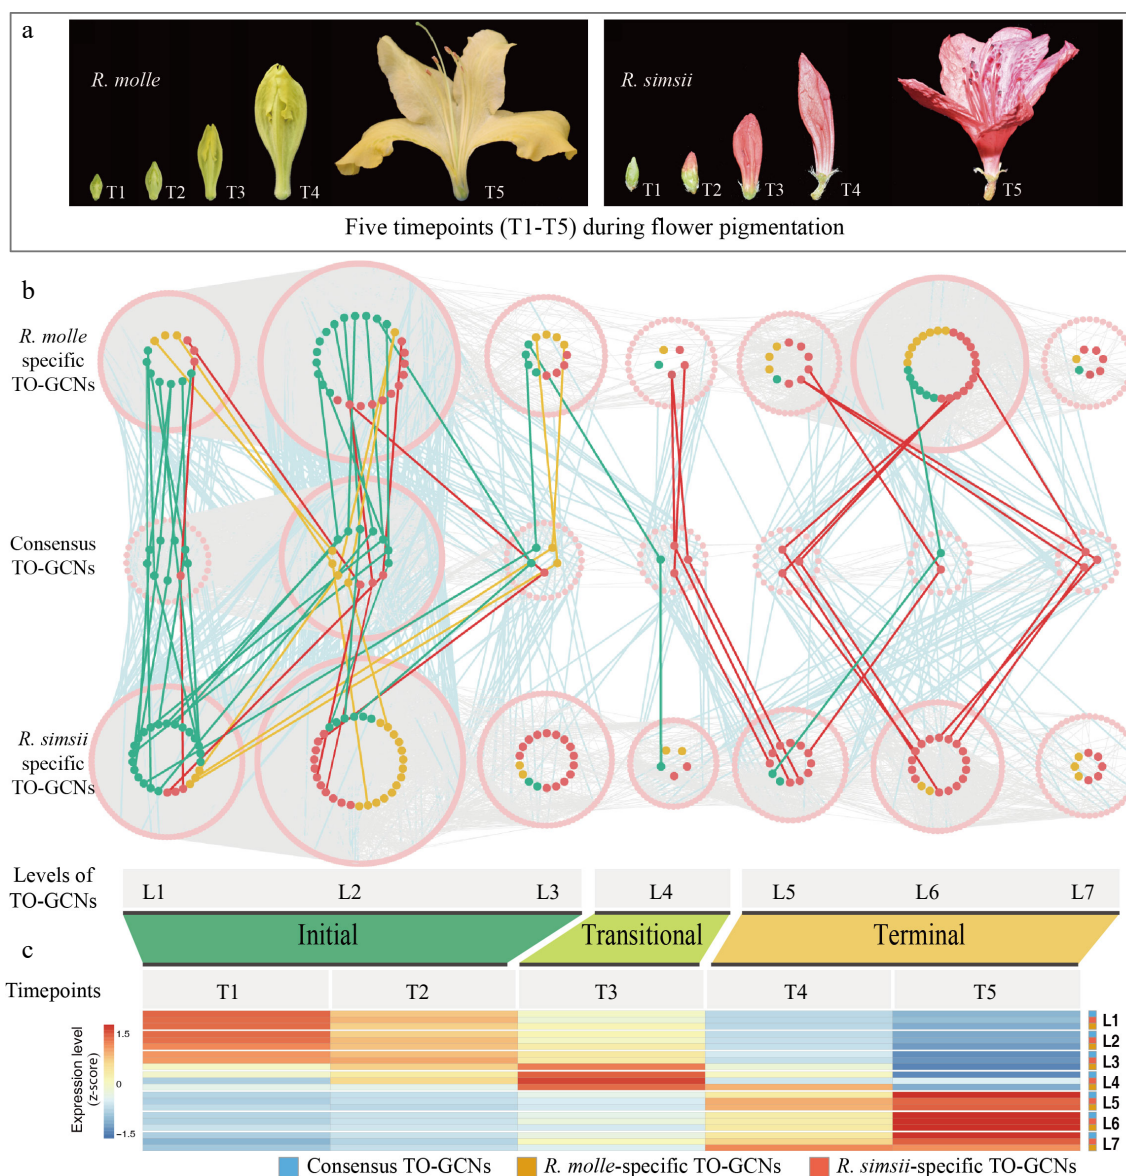 a
R. molle
T1
T2
T3
T4
T5
R. simsii
T1
T2
T3
T4
T5
Five timepoints (T1-T5) during flower pigmentation
b
R. molle
specific
TO-GCNs
Consensus
TO-GCNs
R. simsii
specific
TO-GCNs
Levels of
TO-GCNs
L1 L2 L3 L4 L5 L6 L7
Initial Transitional Terminal
c
Timepoints T1 T2 T3 T4 T5
Expression level
(z-score)
1.5
0
-1.5
L1
L2
L3
L4
L5
L6
L7
Consensus TO-GCNs R. molle-specific TO-GCNs R. simsii-specific TO-GCNs